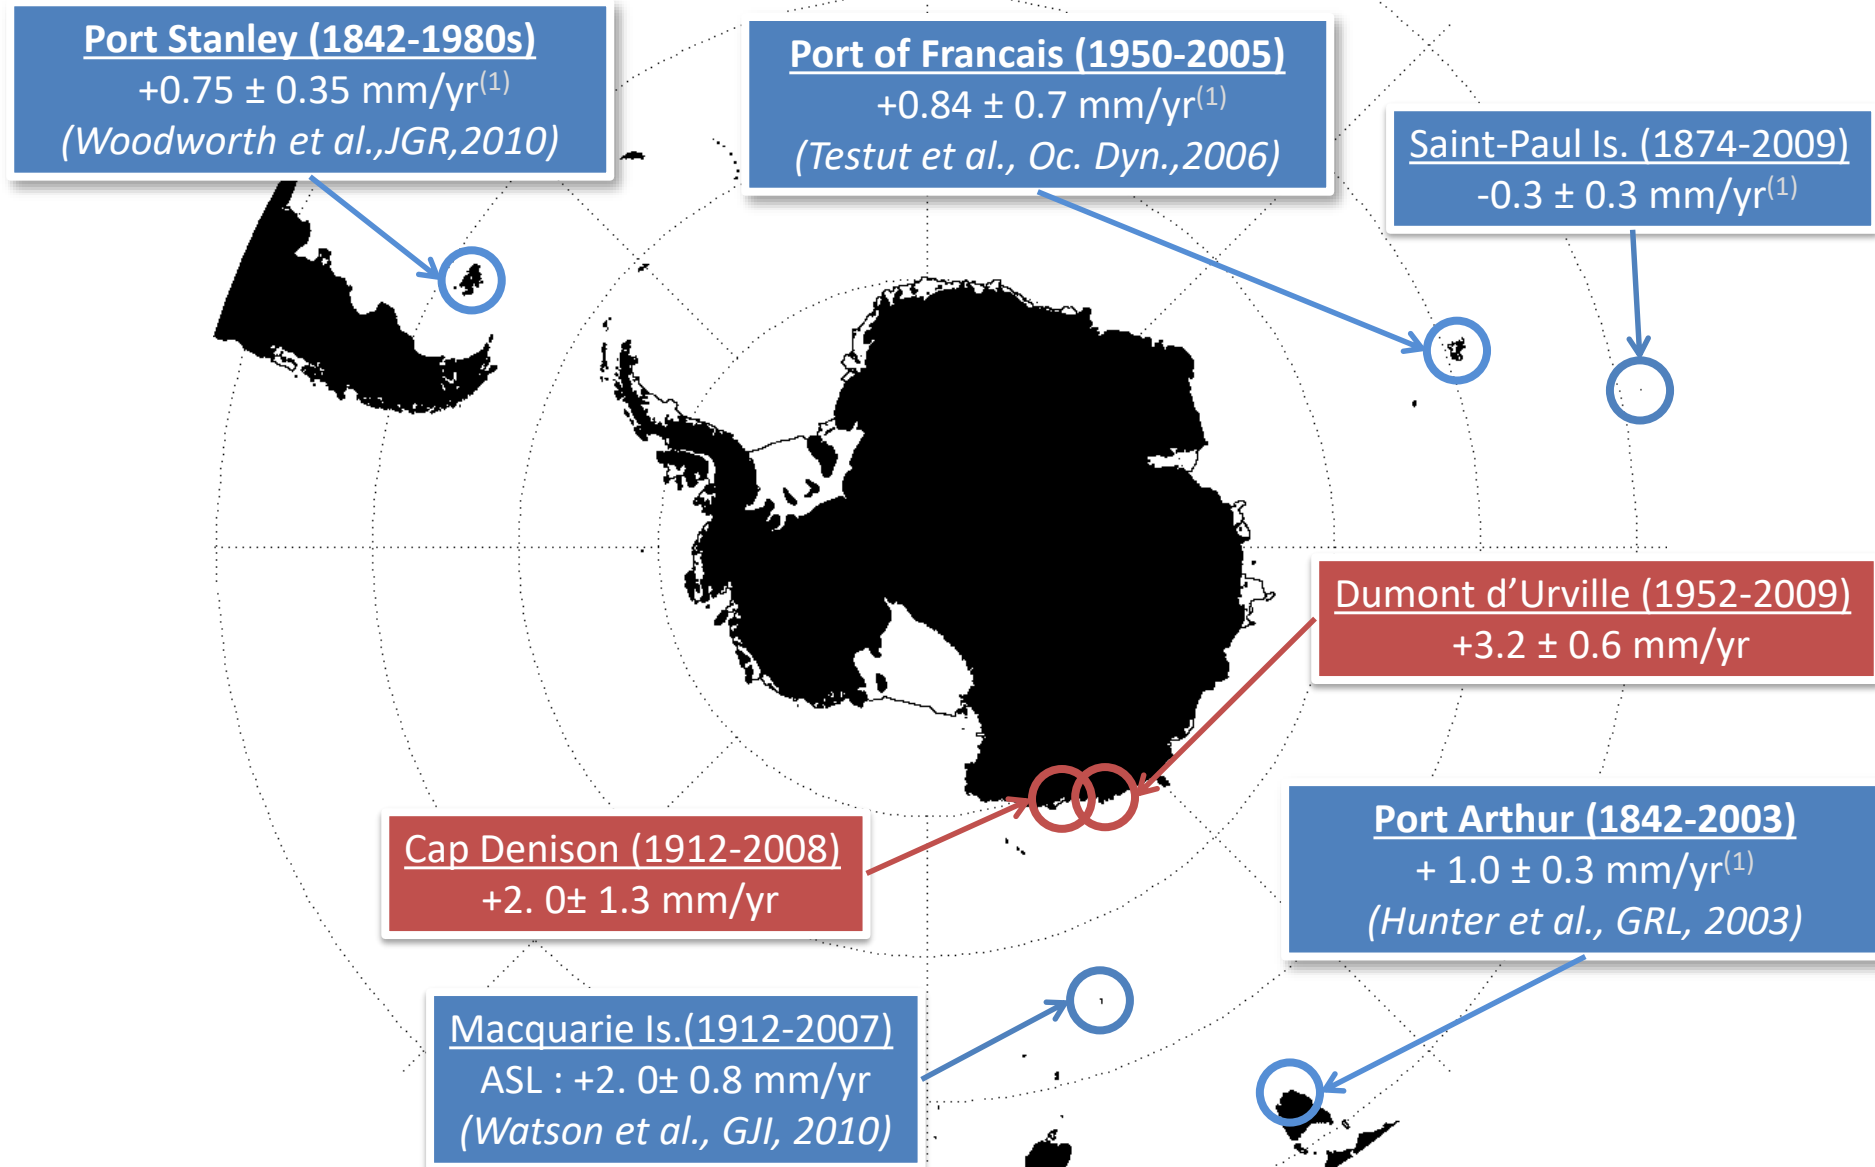 Port Stanley (1842-1980s)
+0.75 ± 0.35 mm/yr(1)
(Woodworth et al.,JGR,2010)
Port of Francais (1950-2005)
+0.84 ± 0.7 mm/yr(1)
(Testut et al., Oc. Dyn.,2006)
Saint-Paul Is. (1874-2009)
-0.3 ± 0.3 mm/yr(1)
Dumont d’Urville (1952-2009)
+3.2 ± 0.6 mm/yr
Cap Denison (1912-2008)
+2. 0± 1.3 mm/yr
Port Arthur (1842-2003)
+ 1.0 ± 0.3 mm/yr(1)
(Hunter et al., GRL, 2003)
Macquarie Is.(1912-2007)
ASL : +2. 0± 0.8 mm/yr
(Watson et al., GJI, 2010)